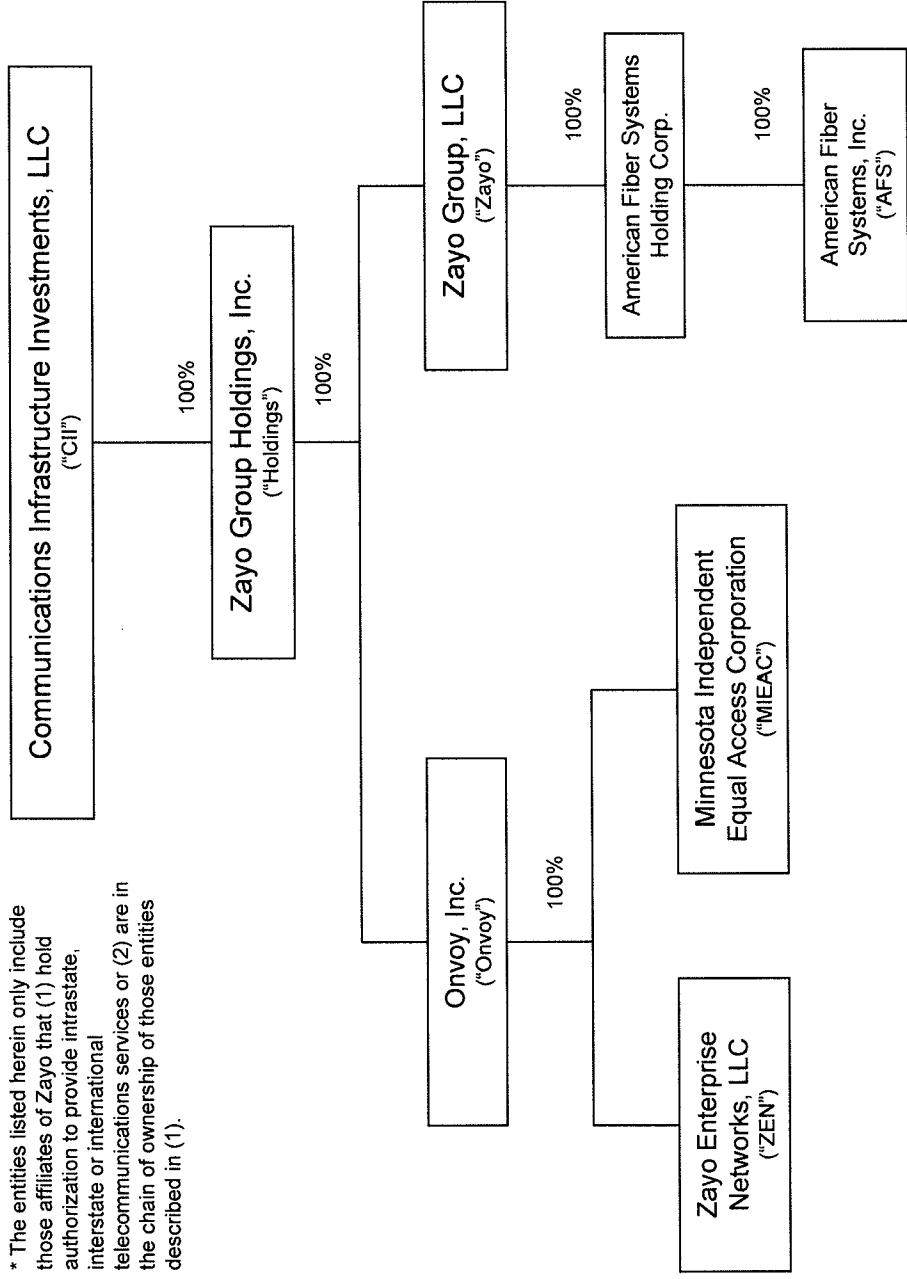 * The entities listed herein only include
those affiliates of Zayo that (1) hold
authorization to provide intrastate,
interstate or international
telecommunications services or (2) are in
the chain of ownership of those entities
described in (1).
Communications Infrastructure Investments, LLC
("CII")
100%
Zayo Group Holdings, Inc.
("Holdings")
100%
Onvoy, Inc.
("Onvoy")
100%
Zayo Enterprise
Networks, LLC
("ZEN")
Minnesota Independent
Equal Access Corporation
("MIEAC")
Zayo Group, LLC
("Zayo")
100%
American Fiber Systems
Holding Corp.
100%
American Fiber
Systems, Inc.
("AFS")